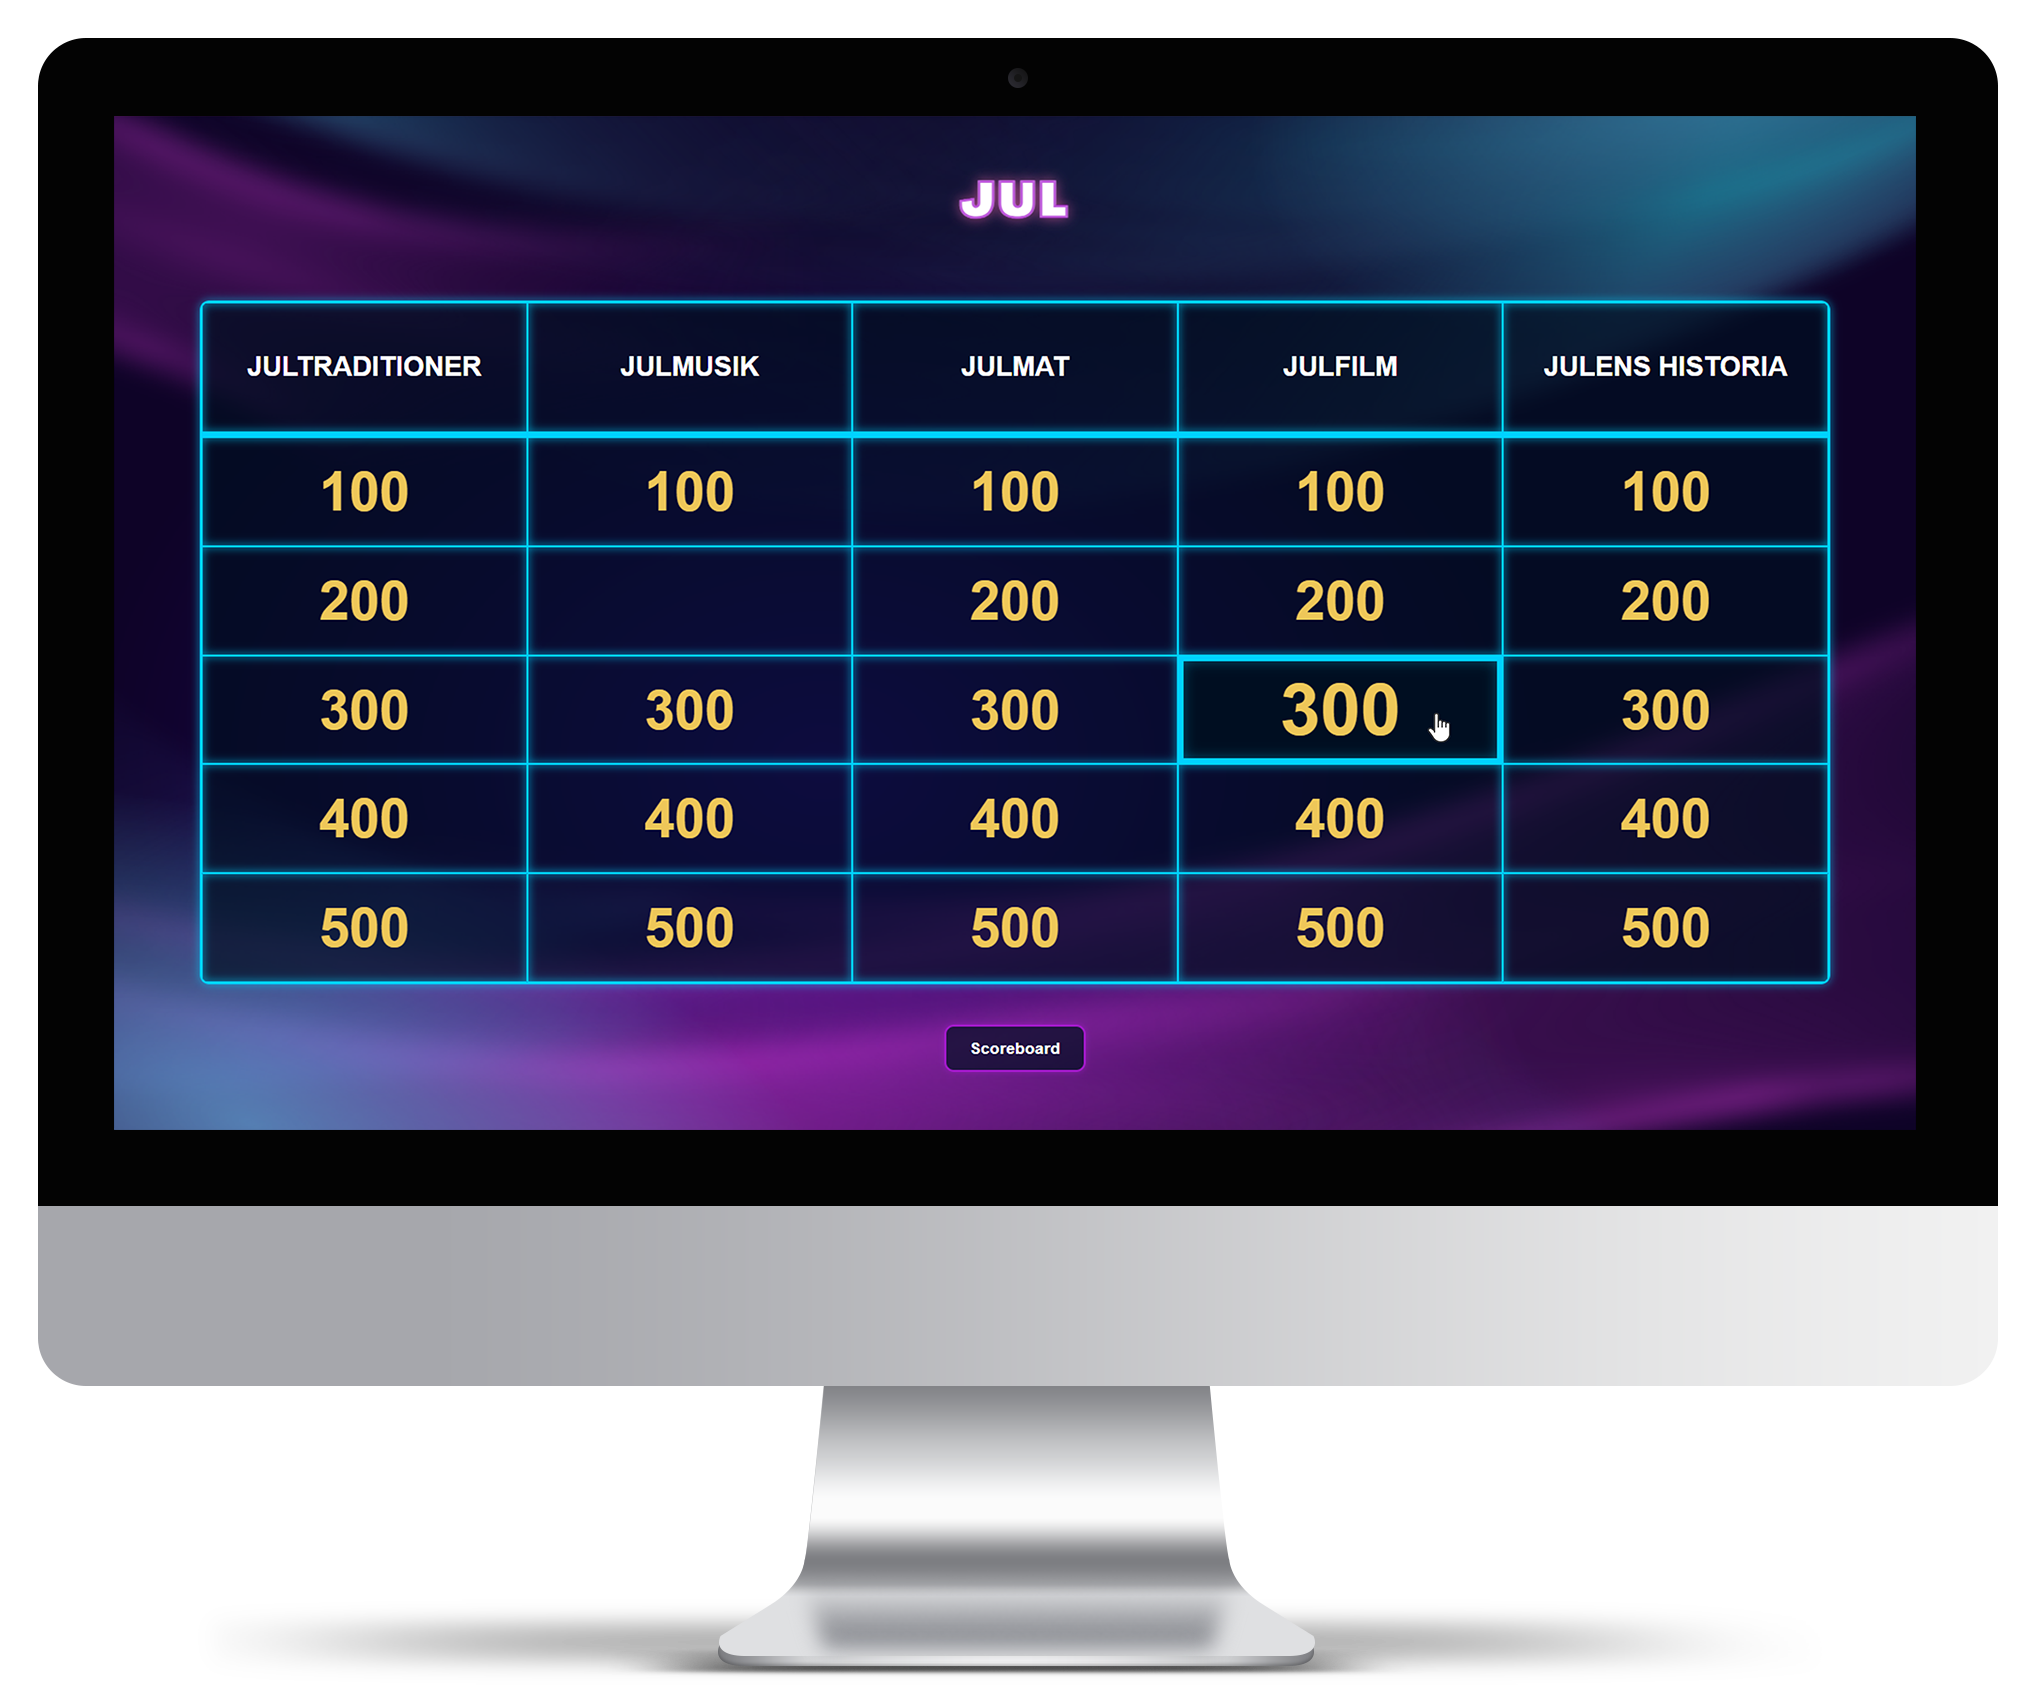 JUL
JULTRADITIONER JULMUSIK JULMAT JULFILM JULENS HISTORIA
100 100 100 100 100
200 200 200 200
300 300 300 300 300
400 400 400 400 400
500 500 500 500 500
Scoreboard